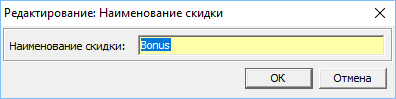 Редактирование: Наименование скидки
Наименование скидки: Bonus
OK Отмена